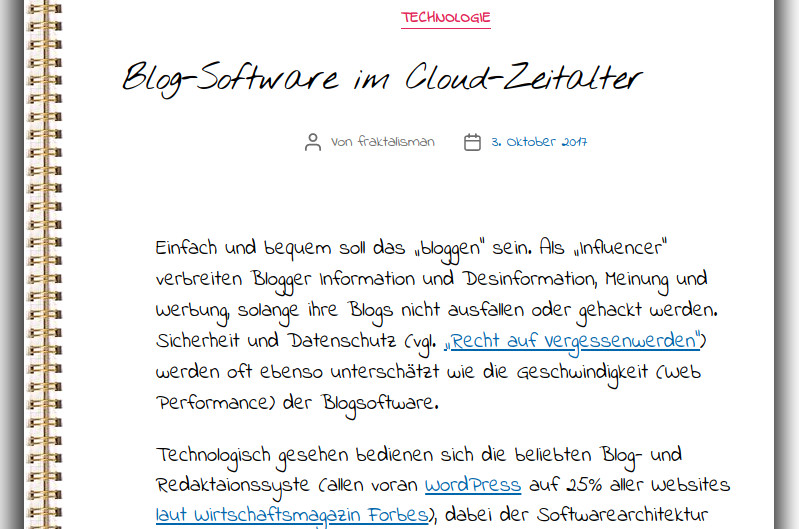 TECHNOLOGIE
Blog-Software im Cloud-Zeitalter
Von fraktalisman 3. Oktober 2017
Einfach und bequem soll das „bloggen“ sein. Als „Influencer“
verbreiten Blogger Information und Desinformation, Meinung und
Werbung, solange ihre Blogs nicht ausfallen oder gehackt werden.
Sicherheit und Datenschutz (vgl. „Recht auf Vergessenwerden“)
werden oft ebenso unterschätzt wie die Geschwindigkeit (Web
Performance) der Blogsoftware.
Technologisch gesehen bedienen sich die beliebten Blog- und
Redaktaionssyste (allen voran WordPress auf 25% aller Websites
laut Wirtschaftsmagazin Forbes), dabei der Softwarearchitektur